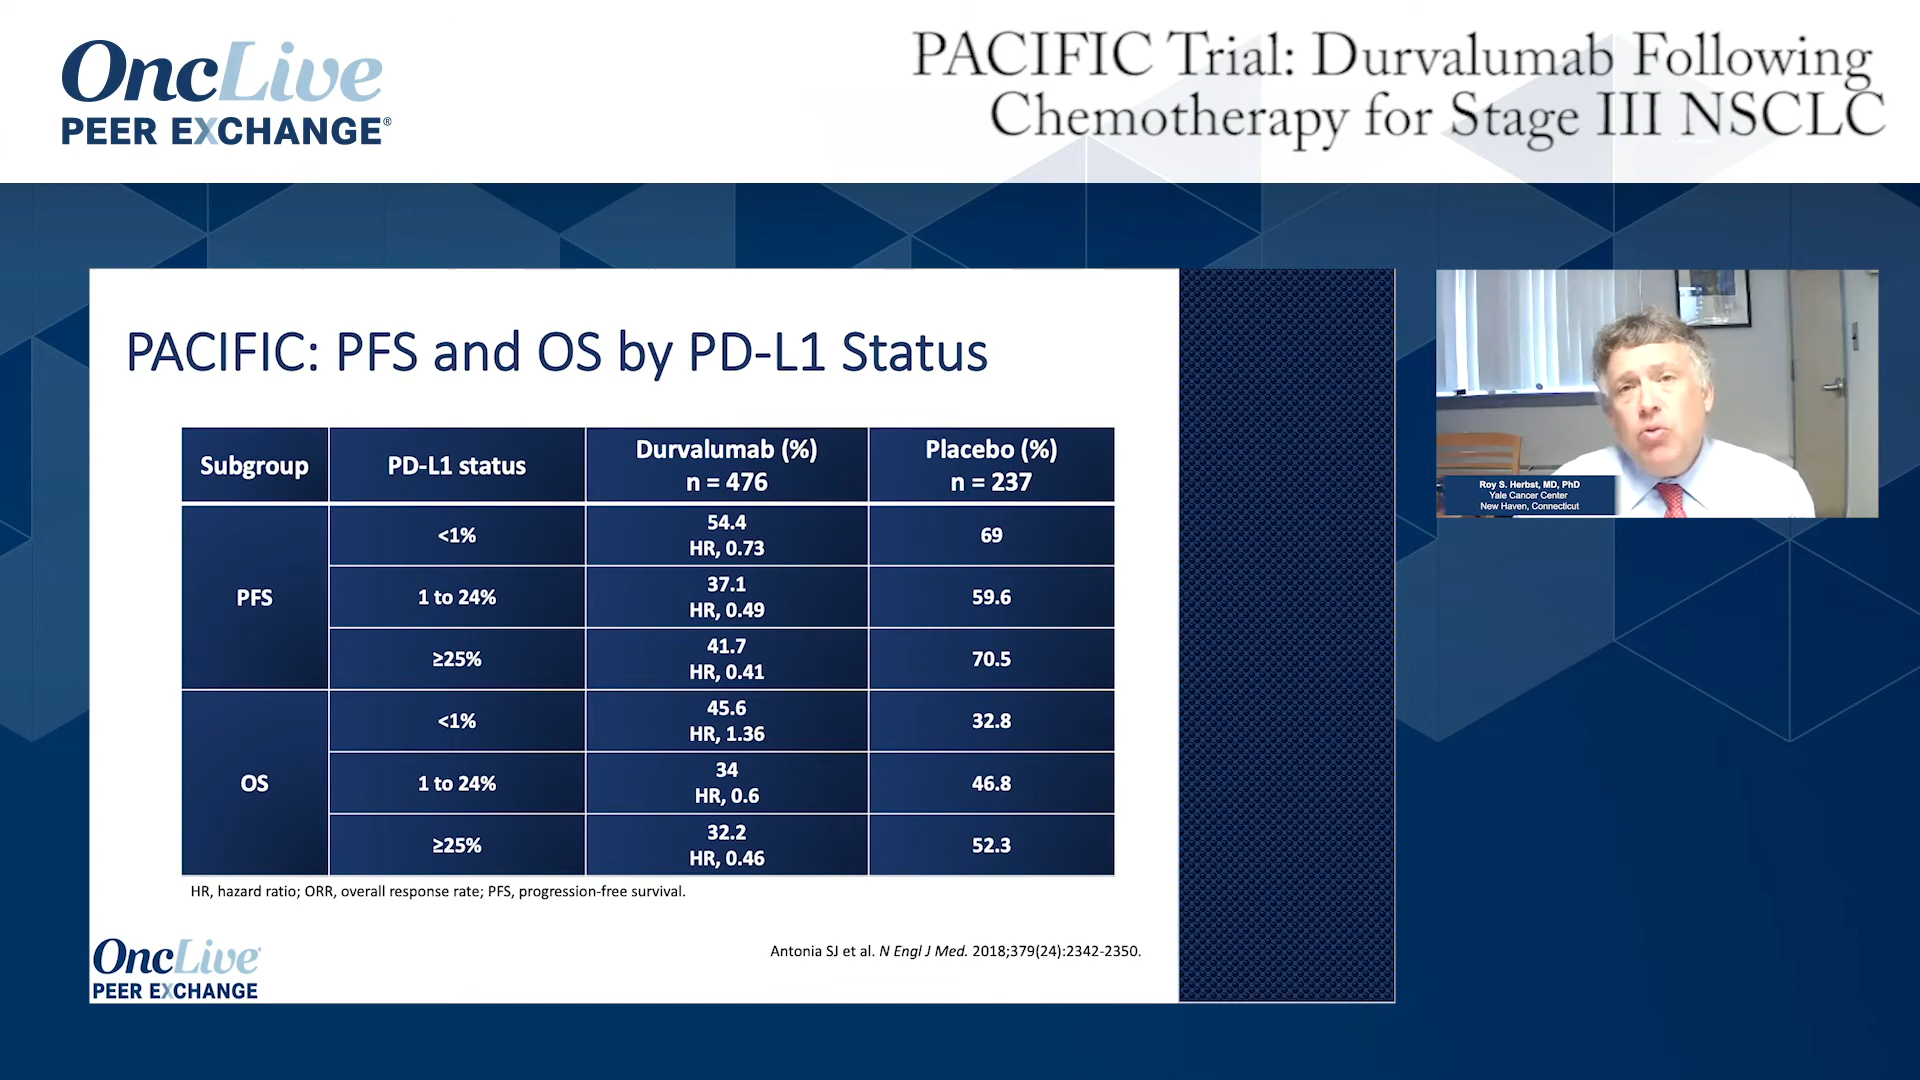 OncLive
PEER EXCHANGE®
PACIFIC Trial: Durvalumab Following
Chemotherapy for Stage III NSCLC
PACIFIC: PFS and OS by PD-L1 Status
Subgroup
PD-L1 status
Durvalumab (%)
n = 476
Placebo (%)
n = 237
PFS
<1%
54.4
HR, 0.73
69
1 to 24%
37.1
HR, 0.49
59.6
≥25%
41.7
HR, 0.41
70.5
OS
<1%
45.6
HR, 1.36
32.8
1 to 24%
34
HR, 0.6
46.8
≥25%
32.2
HR, 0.46
52.3
HR, hazard ratio; ORR, overall response rate; PFS, progression-free survival.
Antonia SJ et al. N Engl J Med. 2018;379(24):2342-2350.
OncLive
PEER EXCHANGE
Roy S. Herbst, MD, PhD
Yale Cancer Center
New Haven, Connecticut